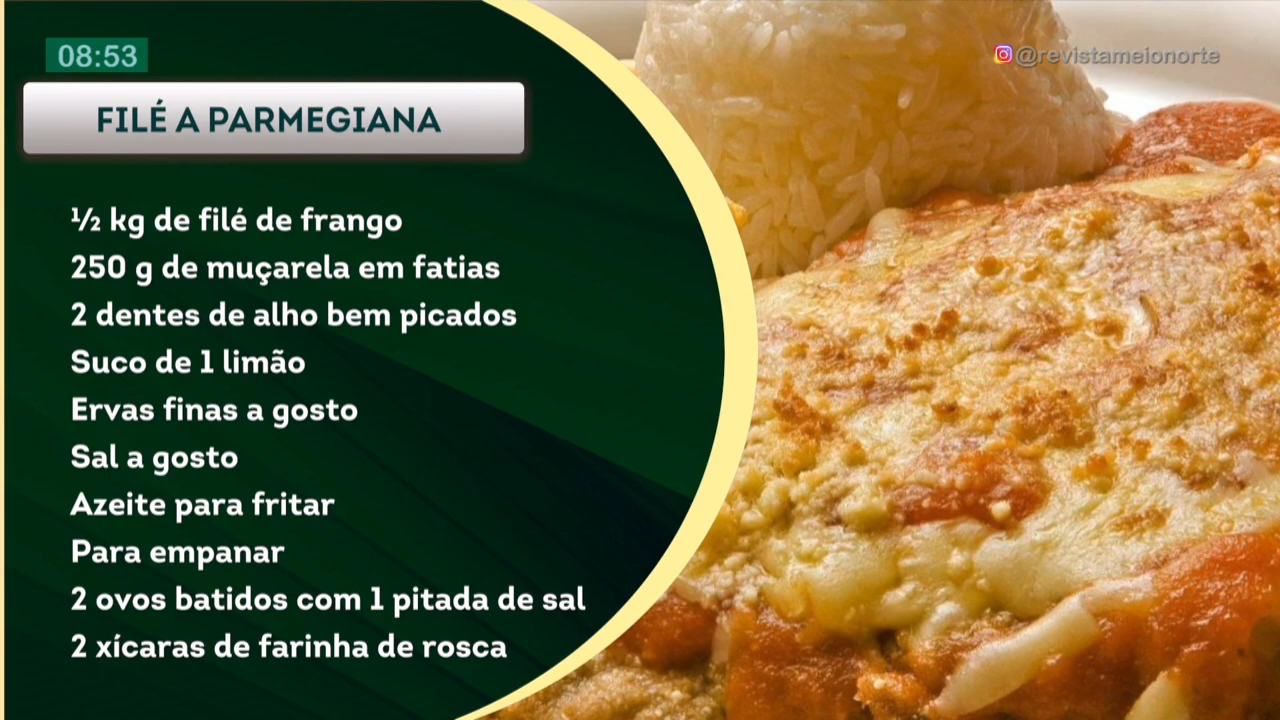 08:53
@revistameionorte
FILÉ A PARMEGIANA
½ kg de filé de frango
250 g de muçarela em fatias
2 dentes de alho bem picados
Suco de 1 limão
Ervas finas a gosto
Sal a gosto
Azeite para fritar
Para empanar
2 ovos batidos com 1 pitada de sal
2 xícaras de farinha de rosca